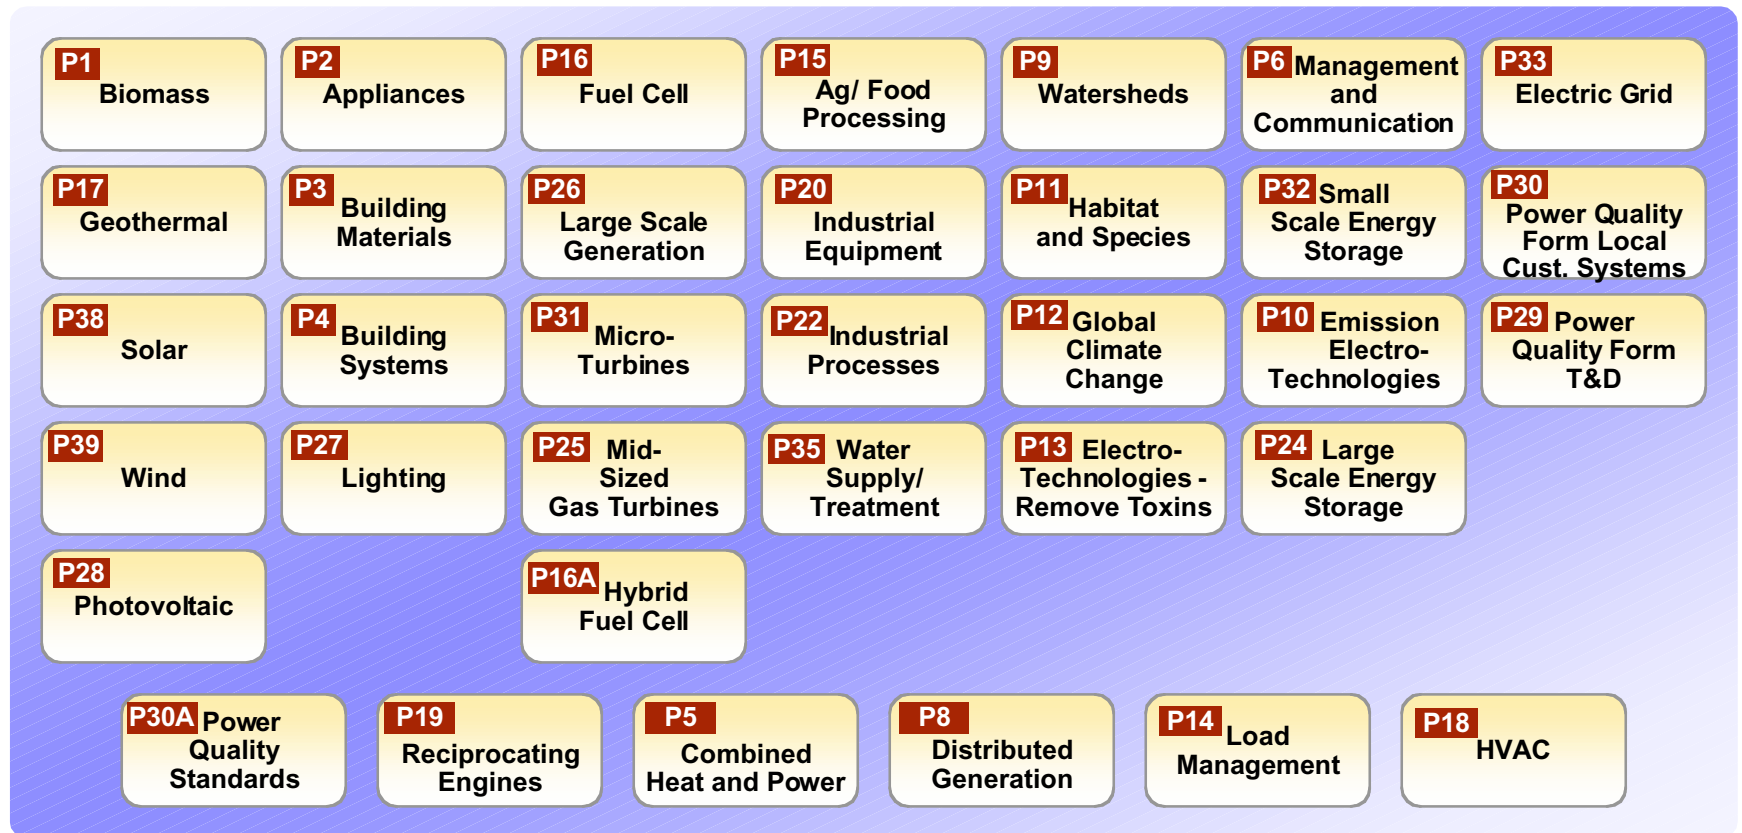 P1
Biomass
P2
Appliances
P16
Fuel Cell
P15
Ag/ Food
Processing
P9
Watersheds
P6 Management
and
Communication
P33
Electric Grid
P17
Geothermal
P3
Building
Materials
P26
Large Scale
Generation
P20
Industrial
Equipment
P11
Habitat
and Species
P32 Small
Scale Energy
Storage
P30
Power Quality
Form Local
Cust. Systems
P38
Solar
P4
Building
Systems
P31
Micro-
Turbines
P22 Industrial
Processes
P12 Global
Climate
Change
P10 Emission
Electro-
Technologies
P29 Power
Quality Form
T&D
P39
Wind
P27
Lighting
P25 Mid-
Sized
Gas Turbines
P35 Water
Supply/
Treatment
P13 Electro-
Technologies -
Remove Toxins
P24 Large
Scale Energy
Storage
P28
Photovoltaic
P16A
Hybrid
Fuel Cell
P30A Power
Quality
Standards
P19
Reciprocating
Engines
P5
Combined
Heat and Power
P8
Distributed
Generation
P14
Load
Management
P18
HVAC